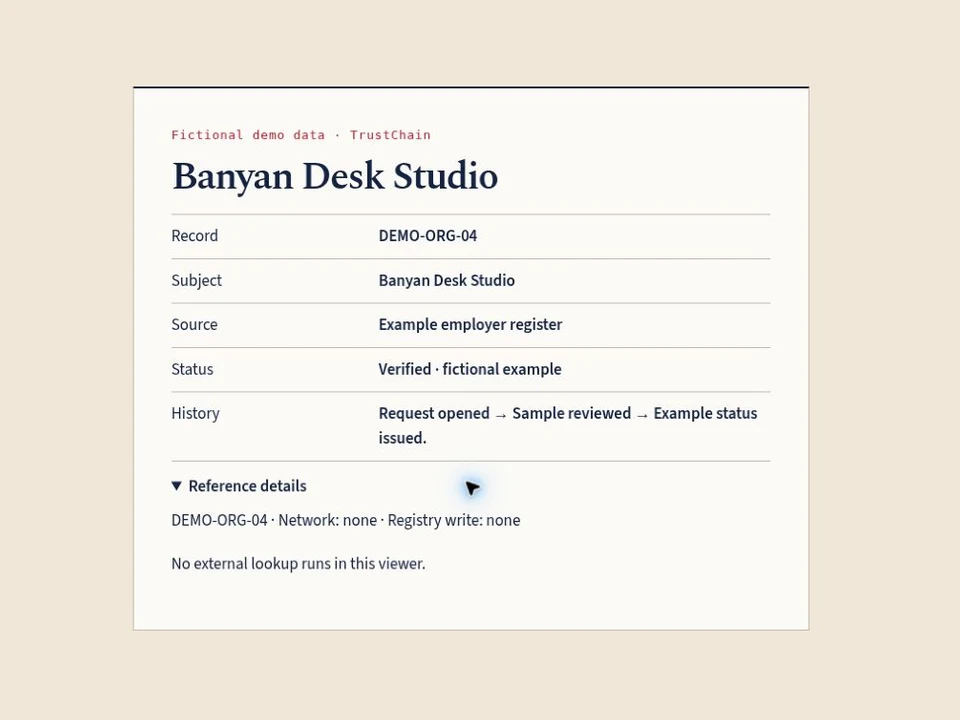 Fictional demo data · TrustChain
Banyan Desk Studio
Record DEMO-ORG-04
Subject Banyan Desk Studio
Source Example employer register
Status Verified · fictional example
History Request opened → Sample reviewed → Example status
issued.
▼ Reference details
DEMO-ORG-04 · Network: none · Registry write: none
No external lookup runs in this viewer.